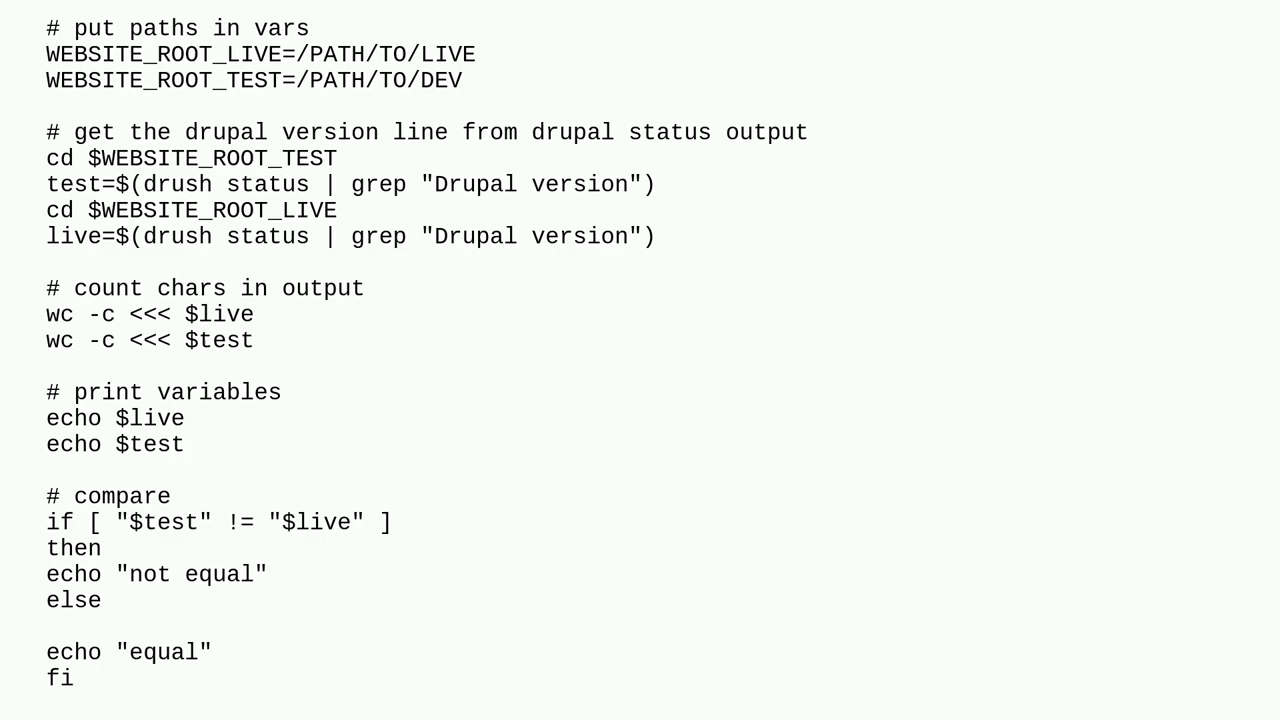 # put paths in vars
WEBSITE_ROOT_LIVE=/PATH/TO/LIVE
WEBSITE_ROOT_TEST=/PATH/TO/DEV
# get the drupal version line from drupal status output
cd $WEBSITE_ROOT_TEST
test=$(drush status | grep "Drupal version")
cd $WEBSITE_ROOT_LIVE
live=$(drush status | grep "Drupal version")
# count chars in output
wc -c <<< $live
wc -c <<< $test
# print variables
echo $live
echo $test
# compare
if [ "$test" != "$live" ]
then
echo "not equal"
else
echo "equal"
fi